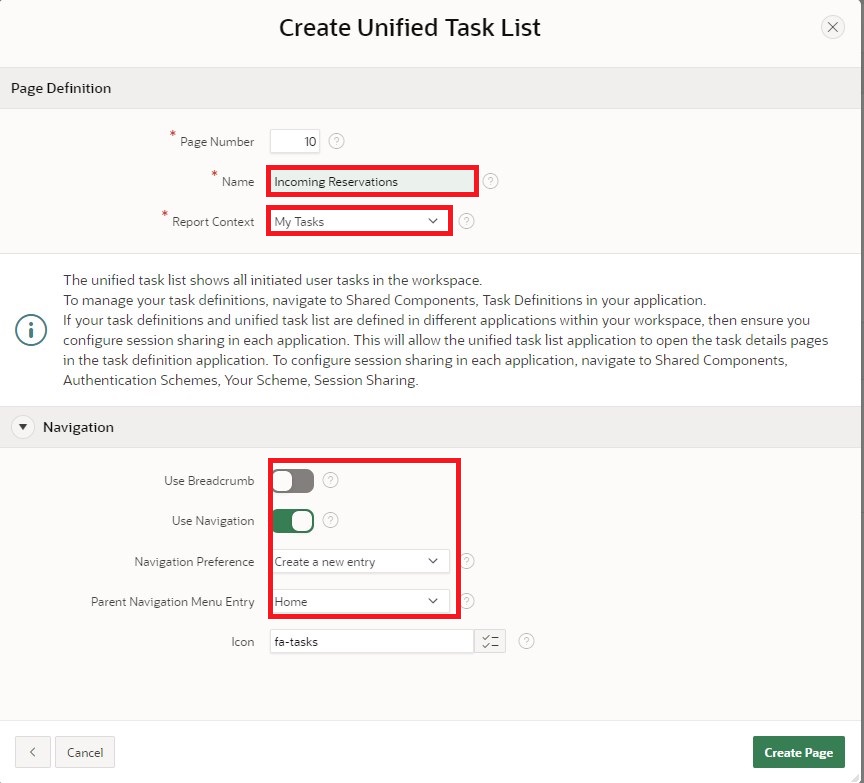 Create Unified Task List
Page Definition
* Page Number 10 ?
* Name Incoming Reservations ?
* Report Context My Tasks ?
The unified task list shows all initiated user tasks in the workspace.
To manage your task definitions, navigate to Shared Components, Task Definitions in your application.
If your task definitions and unified task list are defined in different applications within your workspace, then ensure you
configure session sharing in each application. This will allow the unified task list application to open the task details pages
in the task definition application. To configure session sharing in each application, navigate to Shared Components,
Authentication Schemes, Your Scheme, Session Sharing.
Navigation
Use Breadcrumb ?
Use Navigation ?
Navigation Preference Create a new entry ?
Parent Navigation Menu Entry Home ?
Icon fa-tasks ?
Cancel Create Page